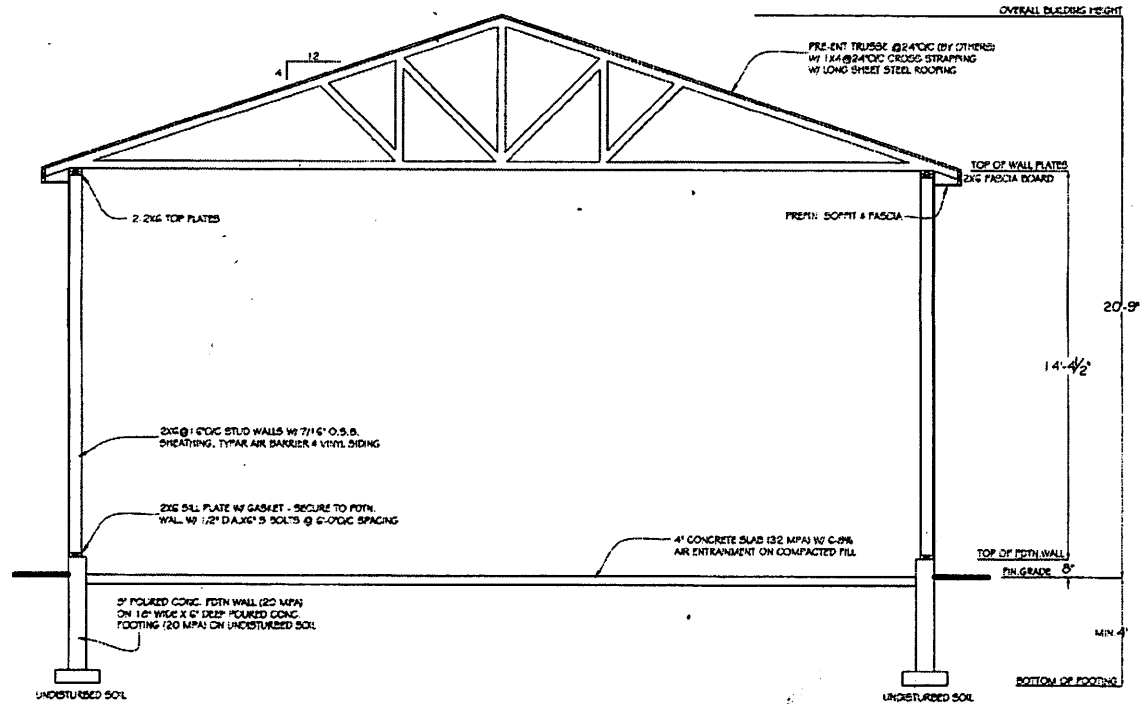 OVERALL BUILDING HEIGHT
12
4
PRE-ENT TRUSSE @24"O/C (BY OTHERS)
W/ 1X4@24"O/C CROSS STRAPPING
W/ LONG SHEET STEEL ROOFING
TOP OF WALL PLATES
2X6 FASCIA BOARD
2-2X6 TOP PLATES
PREFIN. SOFFIT & FASCIA
20'-9"
14'-4 1/2"
2X6@16"O/C STUD WALLS W/ 7/16" O.S.B.
SHEATHING, TYPAR AIR BARRIER & VINYL SIDING
2X6 SILL PLATE W/ GASKET - SECURE TO FDTN.
WALL W/ 1/2" DIA.X6" BOLTS @ 6'-0"O/C SPACING
4" CONCRETE SLAB (32 MPA) W/ 6-8%
AIR ENTRAINMENT ON COMPACTED FILL
TOP OF FDTN.WALL
FIN.GRADE 8"
POURED CONC. FDTN WALL (20 MPA)
ON 18" WIDE X 6" DEEP POURED CONC.
FOOTING (20 MPA) ON UNDISTURBED SOIL
MIN. 4'
BOTTOM OF FOOTING
UNDISTURBED SOIL
UNDISTURBED SOIL